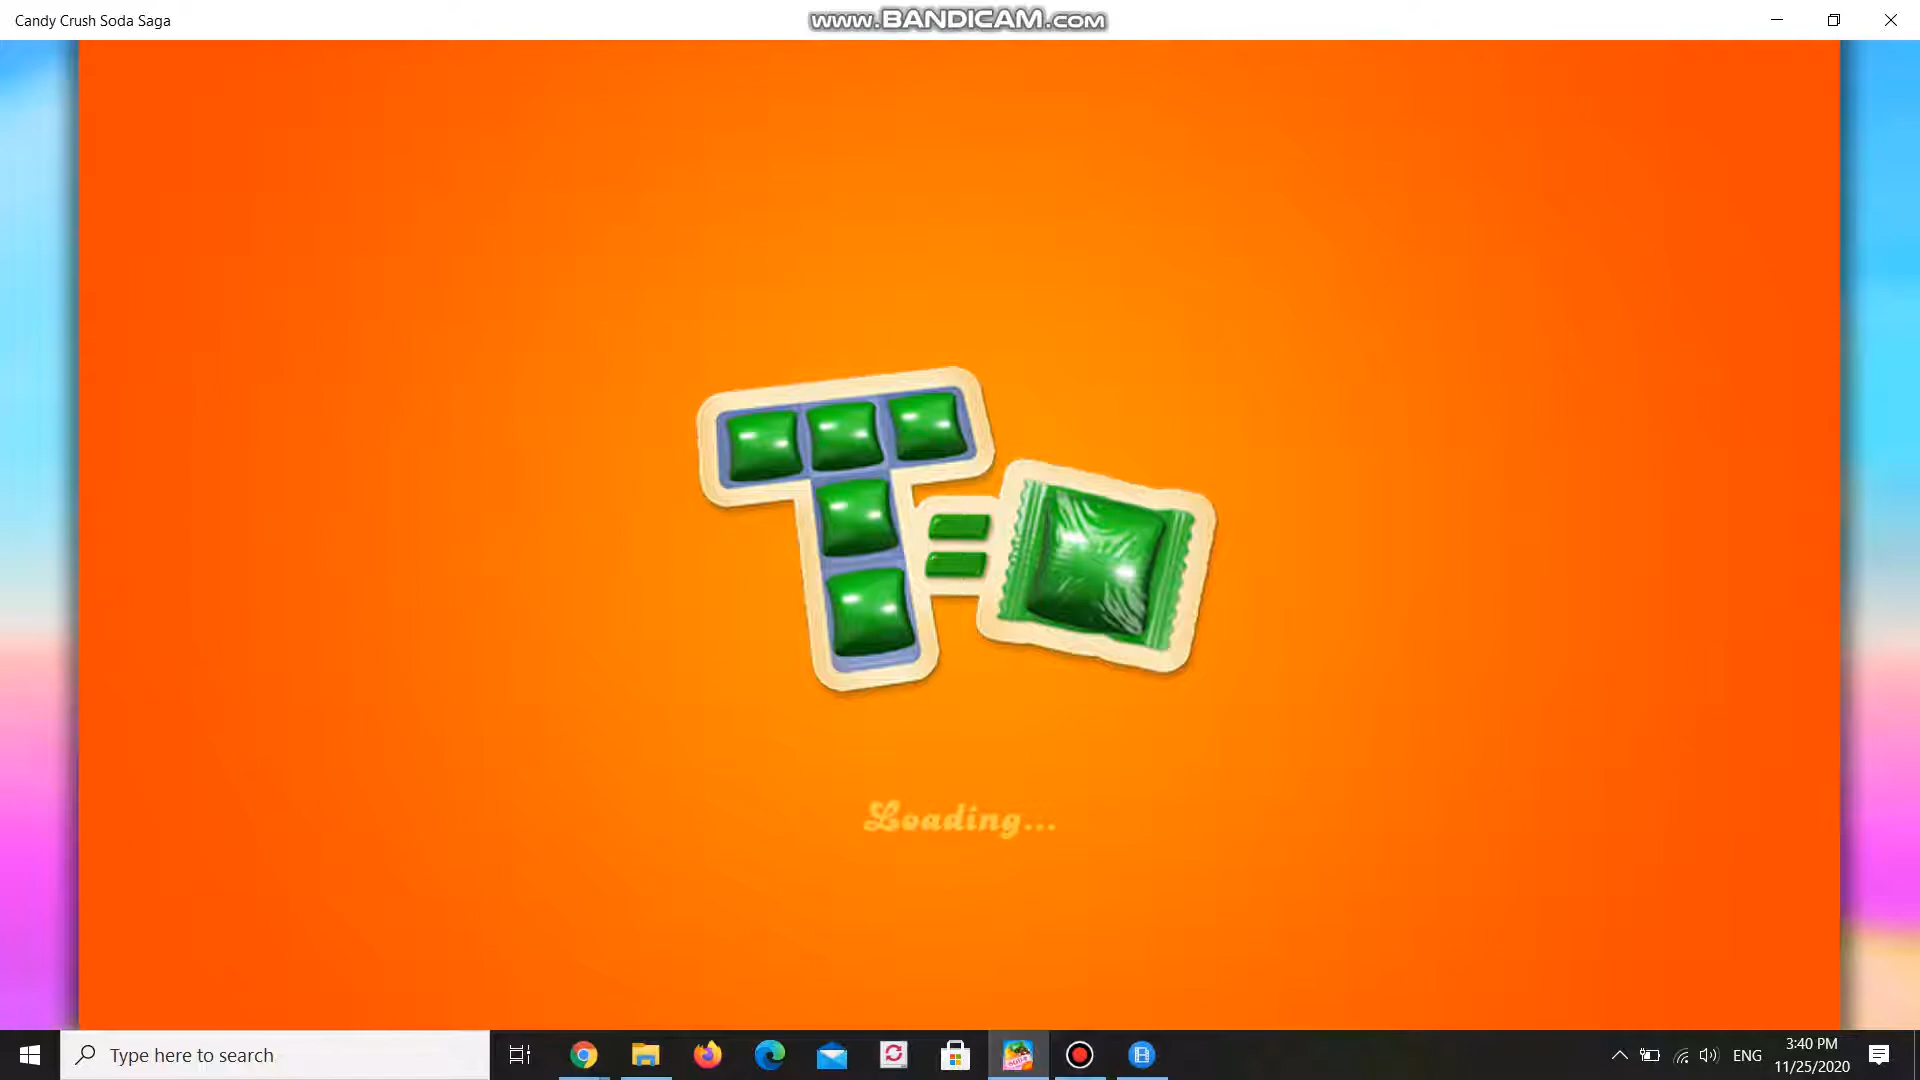 Candy Crush Soda Saga
www.BANDICAM.com
Loading...
Type here to search
ENG
3:40 PM
11/25/2020